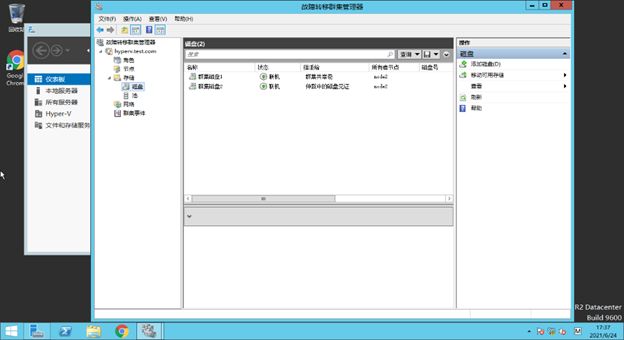 回收站
Google
Chrom
仪表板
本地服务器
所有服务器
Hyper-V
文件和存储服务
故障转移群集管理器
文件(F) 操作(A) 查看(V) 帮助(H)
故障转移群集管理器
hyperv.test.com
角色
节点
存储
磁盘
池
网络
群集事件
磁盘(2)
搜索 查询
名称 状态 指派给 所有者节点 磁盘号
群集磁盘1 联机 群集共享卷 node2
群集磁盘2 联机 仲裁中的磁盘见证 node2
操作
磁盘
添加磁盘(D)
移动可用存储
查看
刷新
帮助
R2 Datacenter
Build 9600
M
17:37
2021/6/24